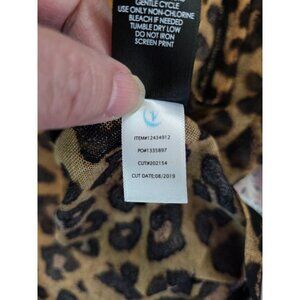 GENTLE CYCLE
USE ONLY NON-CHLORINE
BLEACH IF NEEDED
TUMBLE DRY LOW
DO NOT IRON
SCREEN PRINT
ITEM#12434912
PO#1335897
CUT#202154
CUT DATE:08/2019